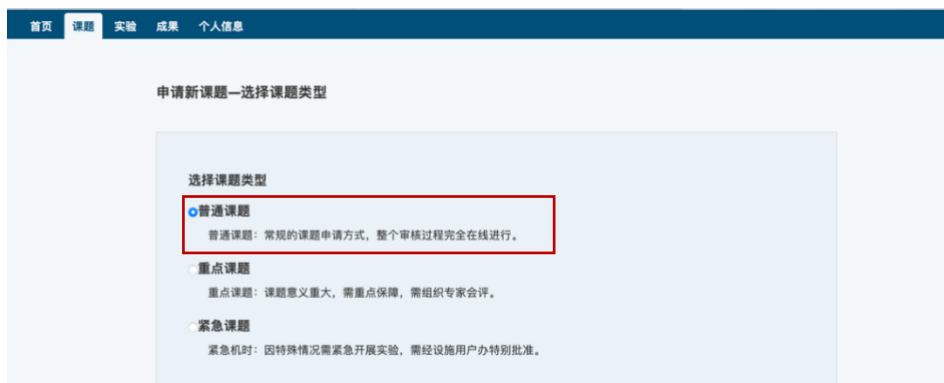 首页 课题 实验 成果 个人信息
申请新课题—选择课题类型
选择课题类型
普通课题
普通课题：常规的课题申请方式，整个审核过程完全在线进行。
重点课题
重点课题：课题意义重大，需重点保障，需组织专家会评。
紧急课题
紧急机时：因特殊情况需紧急开展实验，需经设施用户办特别批准。